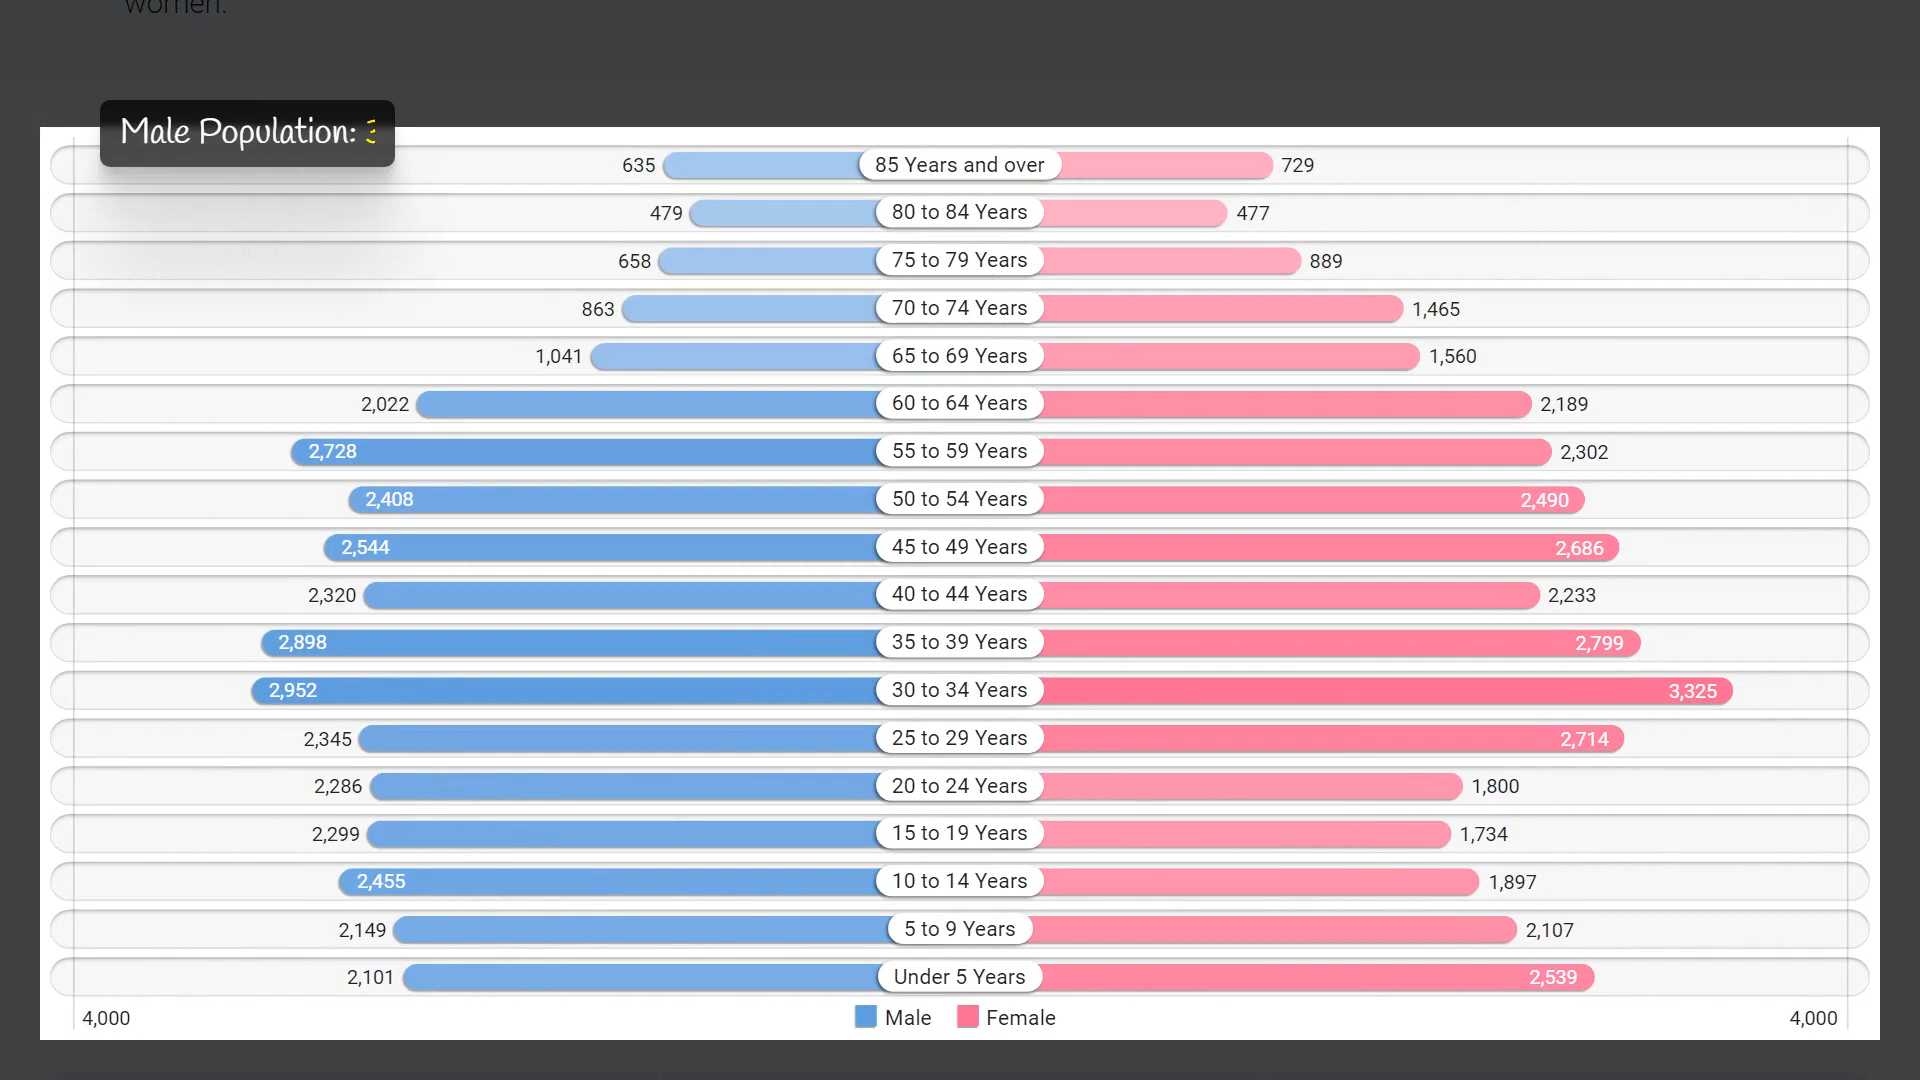 women.
Male Population:
635 85 Years and over 729
479 80 to 84 Years 477
658 75 to 79 Years 889
863 70 to 74 Years 1,465
1,041 65 to 69 Years 1,560
2,022 60 to 64 Years 2,189
2,728 55 to 59 Years 2,302
2,408 50 to 54 Years 2,490
2,544 45 to 49 Years 2,686
2,320 40 to 44 Years 2,233
2,898 35 to 39 Years 2,799
2,952 30 to 34 Years 3,325
2,345 25 to 29 Years 2,714
2,286 20 to 24 Years 1,800
2,299 15 to 19 Years 1,734
2,455 10 to 14 Years 1,897
2,149 5 to 9 Years 2,107
2,101 Under 5 Years 2,539
4,000 Male Female 4,000